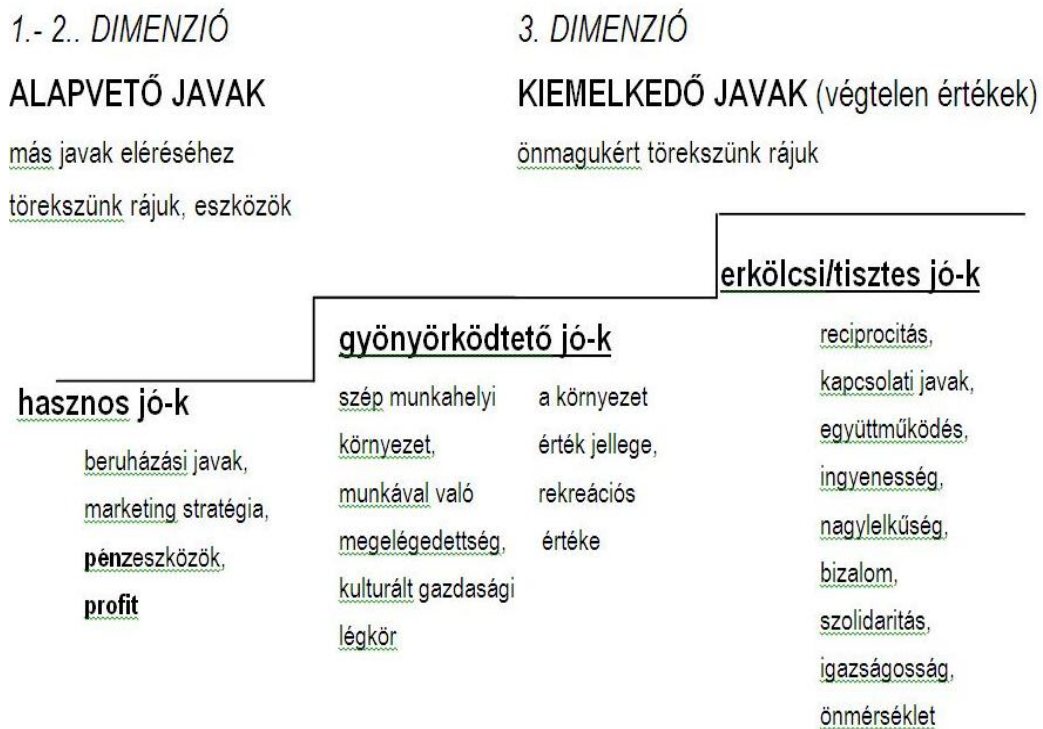 1.- 2.. DIMENZIÓ
ALAPVETŐ JAVAK
más javak eléréséhez
törekszünk rájuk, eszközök
3. DIMENZIÓ
KIEMELKEDŐ JAVAK (végtelen értékek)
önmagukért törekszünk rájuk
hasznos jó-k
beruházási javak,
marketing stratégia,
pénzeszközök,
profit
gyönyörködtető jó-k
szép munkahelyi
környezet,
munkával való
megelégedettség,
kulturált gazdasági
légkör
a környezet
érték jellege,
rekreációs
értéke
erkölcsi/tisztes jó-k
reciprocitás,
kapcsolati javak,
együttműködés,
ingyenesség,
nagylelkűség,
bizalom,
szolidaritás,
igazságosság,
önmérséklet